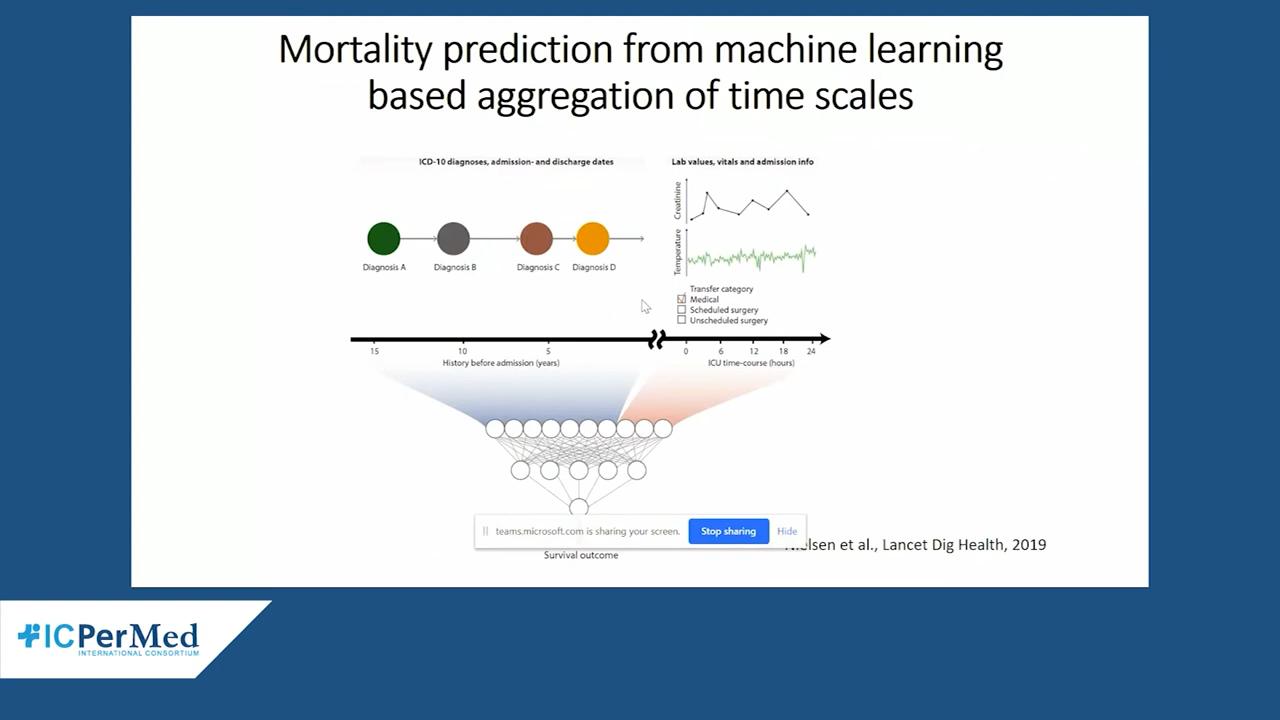 Mortality prediction from machine learning
based aggregation of time scales
ICD-10 diagnoses, admission- and discharge dates
Lab values, vitals and admission info
Creatinine
Temperature
Diagnosis A
Diagnosis B
Diagnosis C
Diagnosis D
Transfer category
Medical
Scheduled surgery
Unscheduled surgery
15 10 5
0 6 12 18 24
History before admission (years)
ICU time-course (hours)
teams.microsoft.com is sharing your screen. Stop sharing Hide
Nielsen et al., Lancet Dig Health, 2019
Survival outcome
ICPerMed
INTERNATIONAL CONSORTIUM